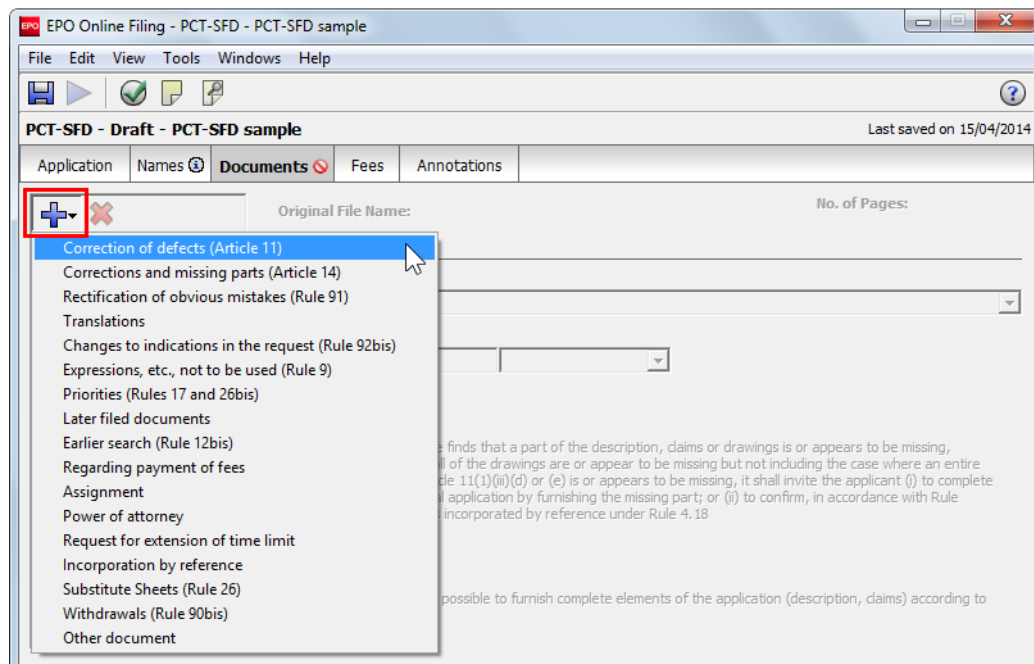 EPO EPO Online Filing - PCT-SFD - PCT-SFD sample
File Edit View Tools Windows Help
PCT-SFD - Draft - PCT-SFD sample Last saved on 15/04/2014
Application Names Documents Fees Annotations
Original File Name: No. of Pages:
Correction of defects (Article 11)
Corrections and missing parts (Article 14)
Rectification of obvious mistakes (Rule 91)
Translations
Changes to indications in the request (Rule 92bis)
Expressions, etc., not to be used (Rule 9)
Priorities (Rules 17 and 26bis)
Later filed documents
Earlier search (Rule 12bis)
Regarding payment of fees
Assignment
Power of attorney
Request for extension of time limit
Incorporation by reference
Substitute Sheets (Rule 26)
Withdrawals (Rule 90bis)
Other document
finds that a part of the description, claims or drawings is or appears to be missing,
of the drawings are or appear to be missing but not including the case where an entire
11(1)(iii)(d) or (e) is or appears to be missing, it shall invite the applicant (i) to complete
application by furnishing the missing part; or (ii) to confirm, in accordance with Rule
incorporated by reference under Rule 4.18
possible to furnish complete elements of the application (description, claims) according to